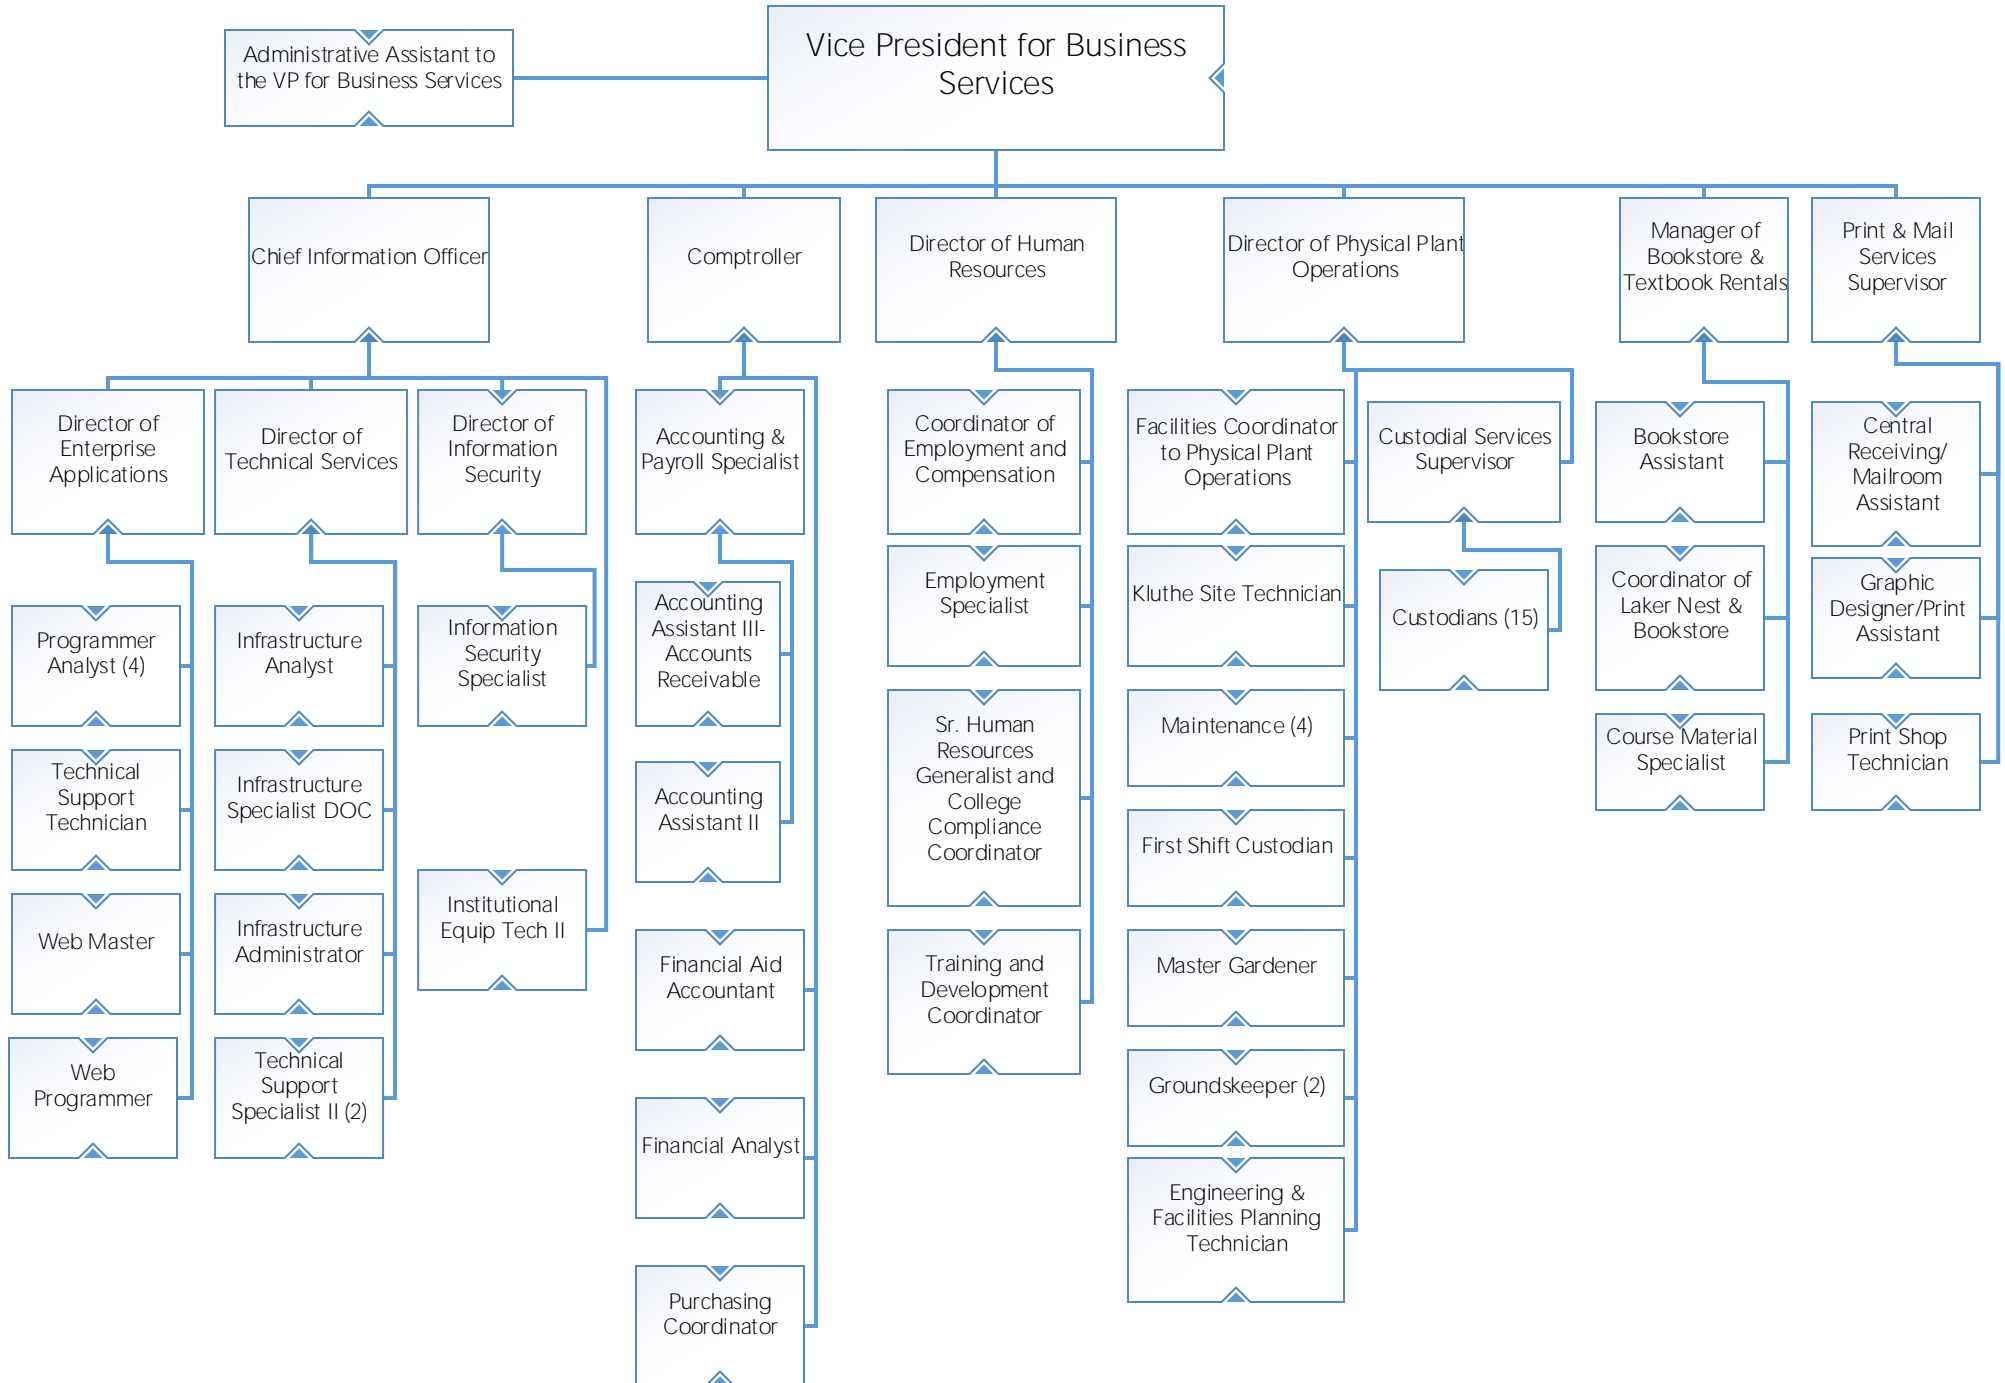 Vice President for Business
Services
Administrative Assistant to
the VP for Business Services
Chief Information Officer
Comptroller
Director of Human
Resources
Director of Physical Plant
Operations
Manager of
Bookstore &
Textbook Rentals
Print & Mail
Services
Supervisor
Director of
Enterprise
Applications
Director of
Technical Services
Director of
Information
Security
Accounting &
Payroll Specialist
Coordinator of
Employment and
Compensation
Facilities Coordinator
to Physical Plant
Operations
Custodial Services
Supervisor
Bookstore
Assistant
Central
Receiving/
Mailroom
Assistant
Programmer
Analyst (4)
Infrastructure
Analyst
Information
Security
Specialist
Accounting
Assistant III-
Accounts
Receivable
Employment
Specialist
Kluthe Site Technician
Custodians (15)
Coordinator of
Laker Nest &
Bookstore
Graphic
Designer/Print
Assistant
Technical
Support
Technician
Infrastructure
Specialist DOC
Accounting
Assistant II
Sr. Human
Resources
Generalist and
College
Compliance
Coordinator
Maintenance (4)
Course Material
Specialist
Print Shop
Technician
First Shift Custodian
Web Master
Infrastructure
Administrator
Institutional
Equip Tech II
Financial Aid
Accountant
Training and
Development
Coordinator
Master Gardener
Web
Programmer
Technical
Support
Specialist II (2)
Financial Analyst
Groundskeeper (2)
Engineering &
Facilities Planning
Technician
Purchasing
Coordinator